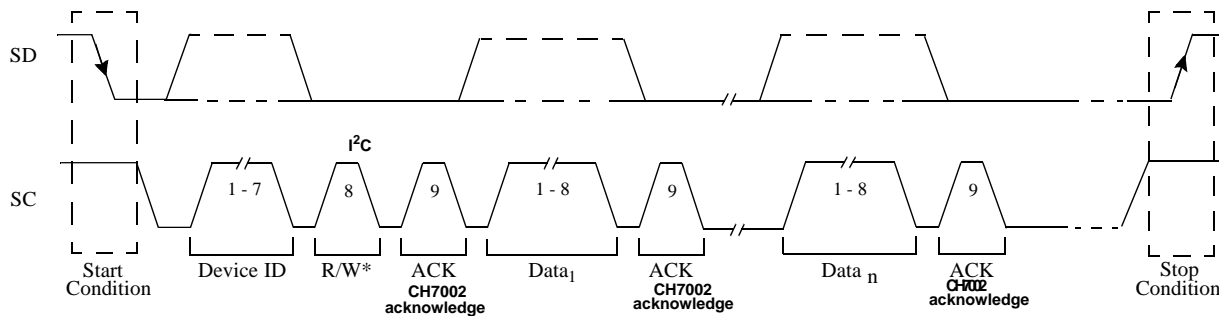 SD
I²C
SC
1 - 7
8
9
1 - 8
9
1 - 8
9
Start
Condition
Device ID
R/W*
ACK
CH7002
acknowledge
Data1
ACK
CH7002
acknowledge
Data n
ACK
CH7002
acknowledge
Stop
Condition